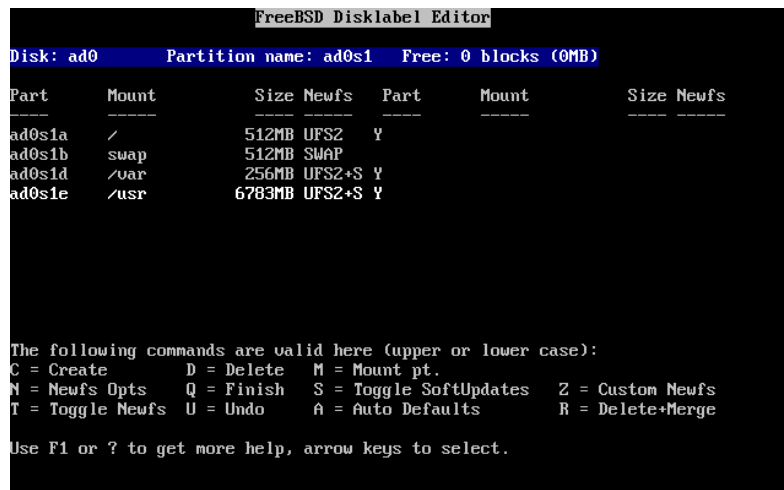 FreeBSD Disklabel Editor
Disk: ad0 Partition name: ad0s1 Free: 0 blocks (0MB)
Part Mount Size Newfs Part Mount Size Newfs
---- ----- ---- ----- ---- ----- ---- -----
ad0s1a / 512MB UFS2 Y
ad0s1b swap 512MB SWAP
ad0s1d /var 256MB UFS2+S Y
ad0s1e /usr 6783MB UFS2+S Y
The following commands are valid here (upper or lower case):
C = Create D = Delete M = Mount pt.
N = Newfs Opts Q = Finish S = Toggle SoftUpdates Z = Custom Newfs
T = Toggle Newfs U = Undo A = Auto Defaults R = Delete+Merge
Use F1 or ? to get more help, arrow keys to select.